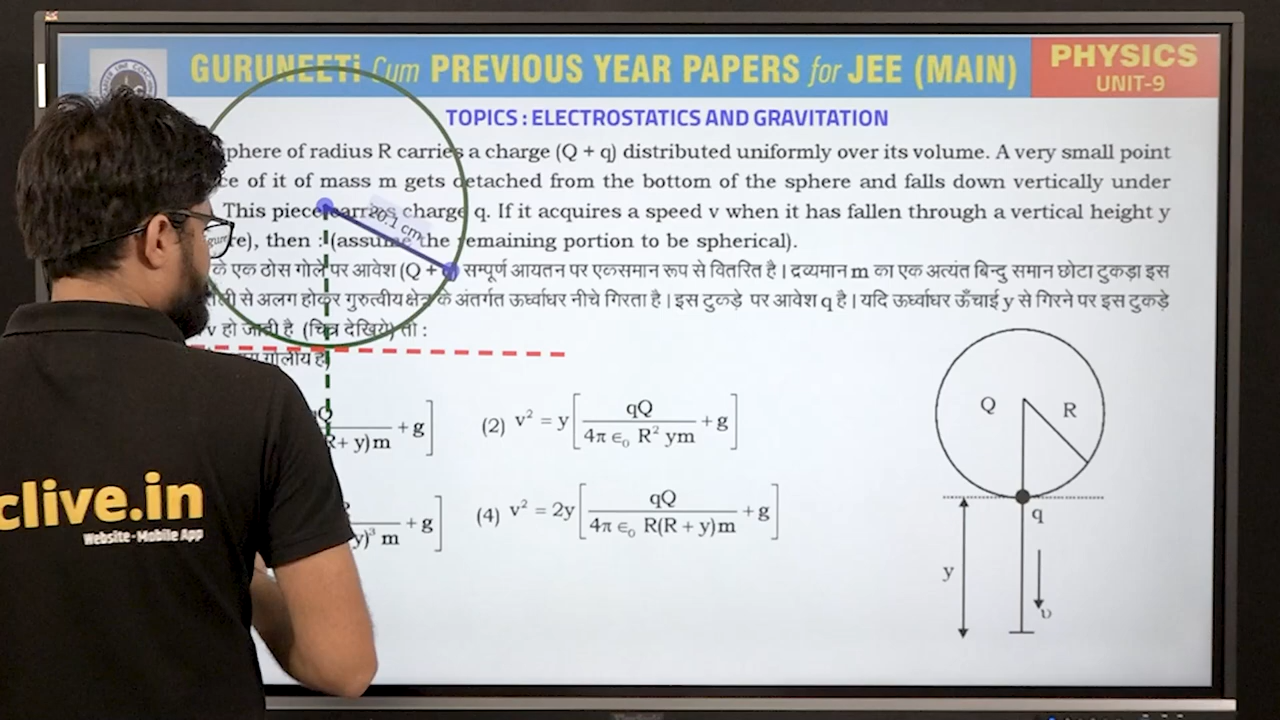 GURUNEETi Cum PREVIOUS YEAR PAPERS for JEE (MAIN)
PHYSICS
UNIT-9
TOPICS : ELECTROSTATICS AND GRAVITATION
sphere of radius R carries a charge (Q + q) distributed uniformly over its volume. A very small point
ce of it of mass m gets detached from the bottom of the sphere and falls down vertically under
This piece carries charge q. If it acquires a speed v when it has fallen through a vertical height y
re), then : (assume the remaining portion to be spherical).
के एक ठोस गोले पर आवेश (Q + सम्पूर्ण आयतन पर एकसमान रूप से वितरित है। द्रव्यमान m का एक अत्यंत बिन्दु समान छोटा टुकड़ा इस
से अलग होकर गुरुत्वीय क्षेत्र के अंतर्गत ऊर्ध्वाधर नीचे गिरता है। इस टुकड़े पर आवेश q है। यदि ऊर्ध्वाधर ऊँचाई y से गिरने पर इस टुकड़े
v हो जाती है (चित्र देखिये) तो :
गोलीय है)
20.1 cm
Q / R + y) m + g]
(2) v² = y [qQ / 4π ∈₀ R² ym + g]
y)³ m + g]
(4) v² = 2y [qQ / 4π ∈₀ R(R + y)m + g]
Q
R
q
y
υ
clive.in
Website - Mobile App